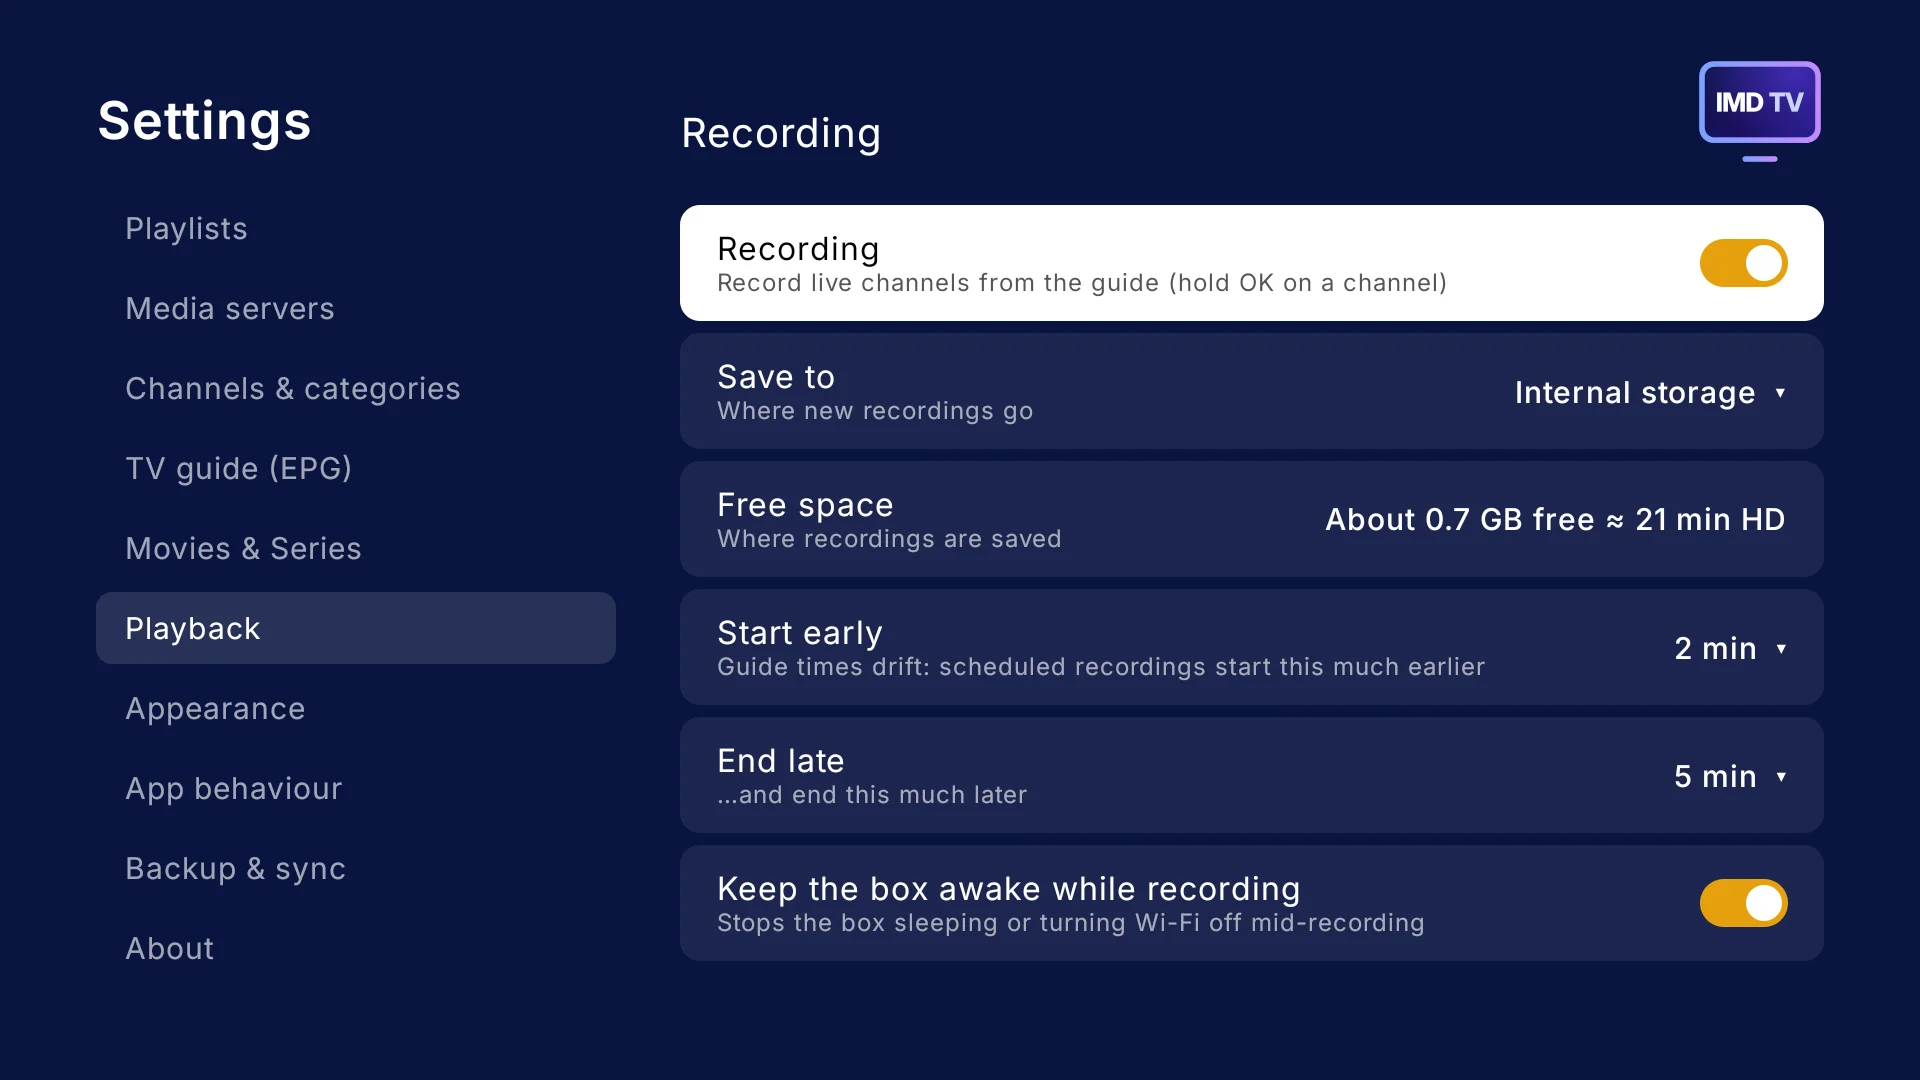 Settings
Playlists
Media servers
Channels & categories
TV guide (EPG)
Movies & Series
Playback
Appearance
App behaviour
Backup & sync
About
IMD TV
Recording
Recording
Record live channels from the guide (hold OK on a channel)
Save to
Where new recordings go
Internal storage ▾
Free space
Where recordings are saved
About 0.7 GB free ≈ 21 min HD
Start early
Guide times drift: scheduled recordings start this much earlier
2 min ▾
End late
…and end this much later
5 min ▾
Keep the box awake while recording
Stops the box sleeping or turning Wi-Fi off mid-recording